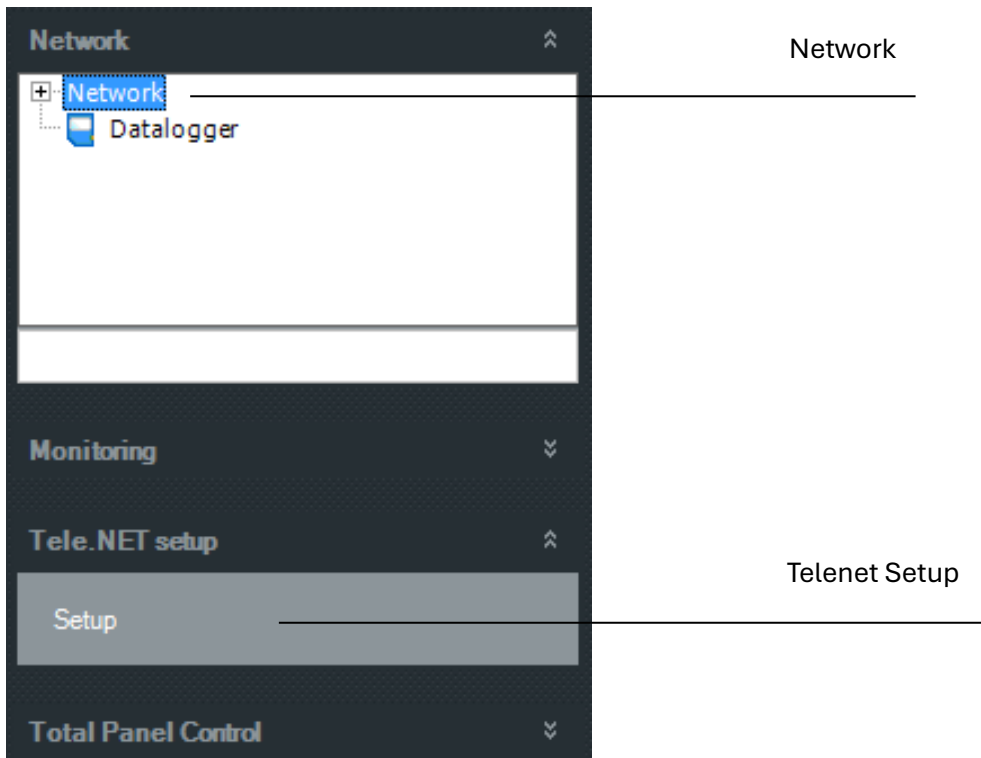 Network
Network
Network
Datalogger
Monitoring
Tele.NET setup
Telenet Setup
Setup
Total Panel Control